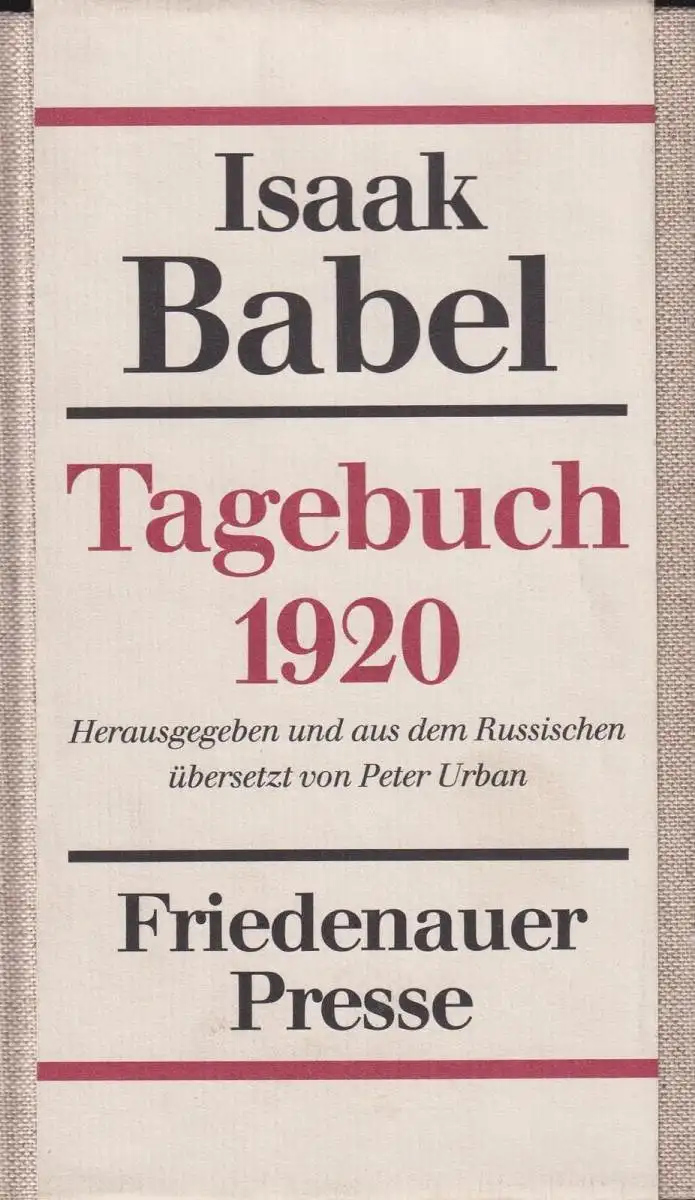 Isaak
Babel
Tagebuch
1920
Herausgegeben und aus dem Russischen
übersetzt von Peter Urban
Friedenauer
Presse